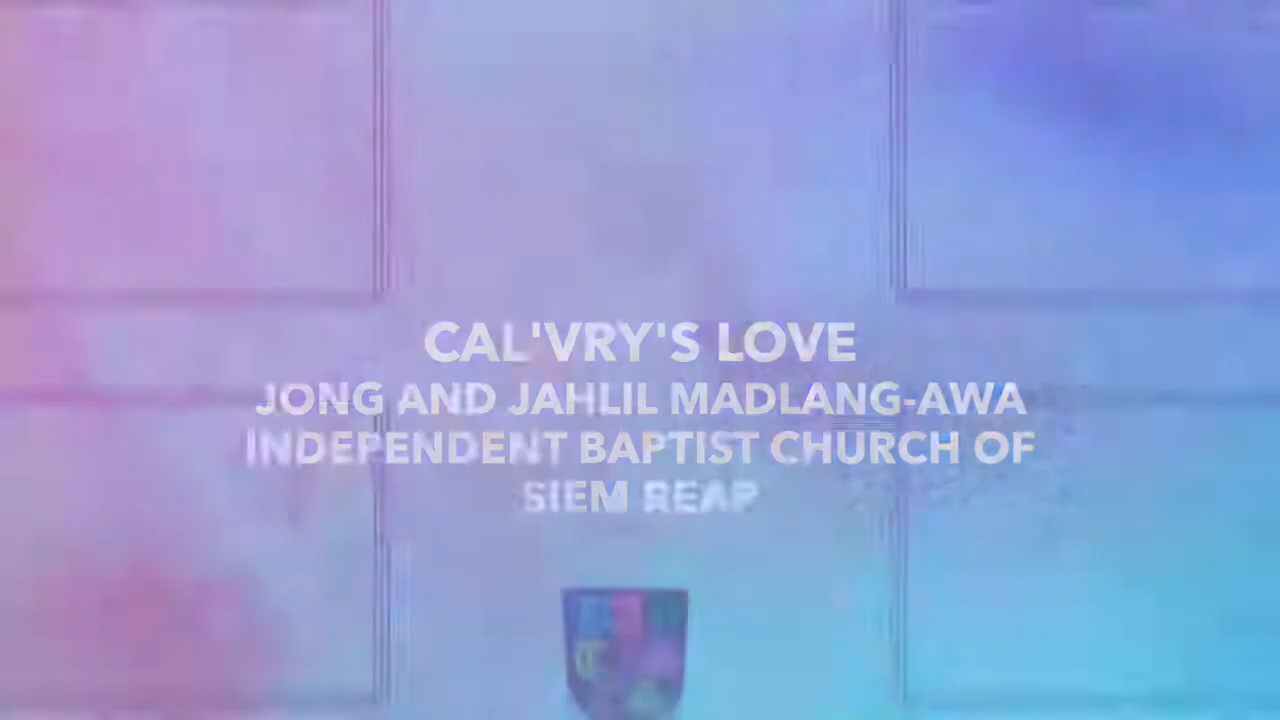 CAL'VRY'S LOVE
JONG AND JAHLIL MADLANG-AWA
INDEPENDENT BAPTIST CHURCH OF
SIEM REAP